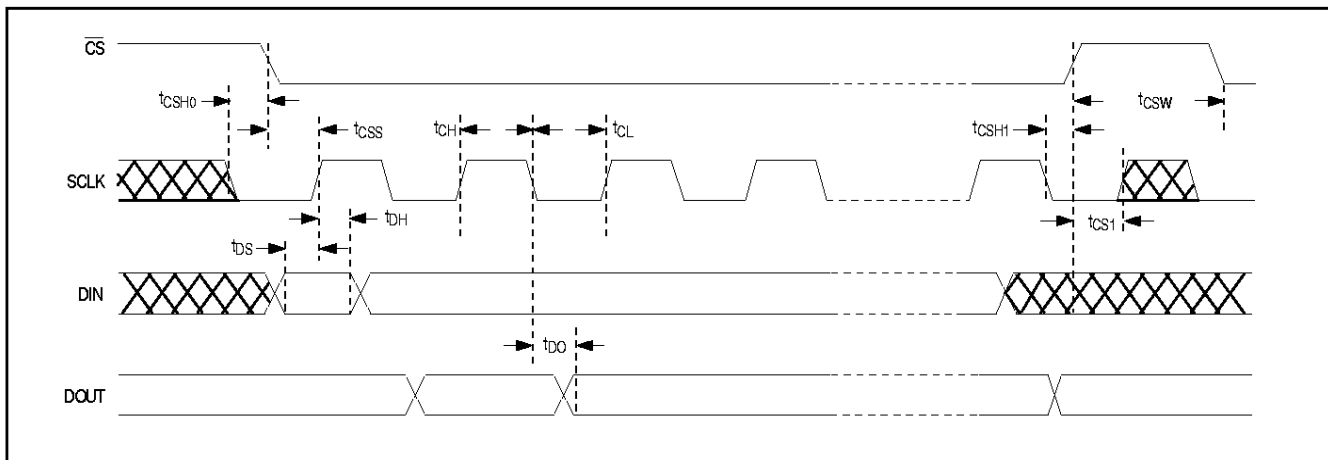 CS
tCSH0
tCSS
tCH
tCL
tCSH1
tCSW
SCLK
tDH
tCS1
tDS
DIN
tDO
DOUT